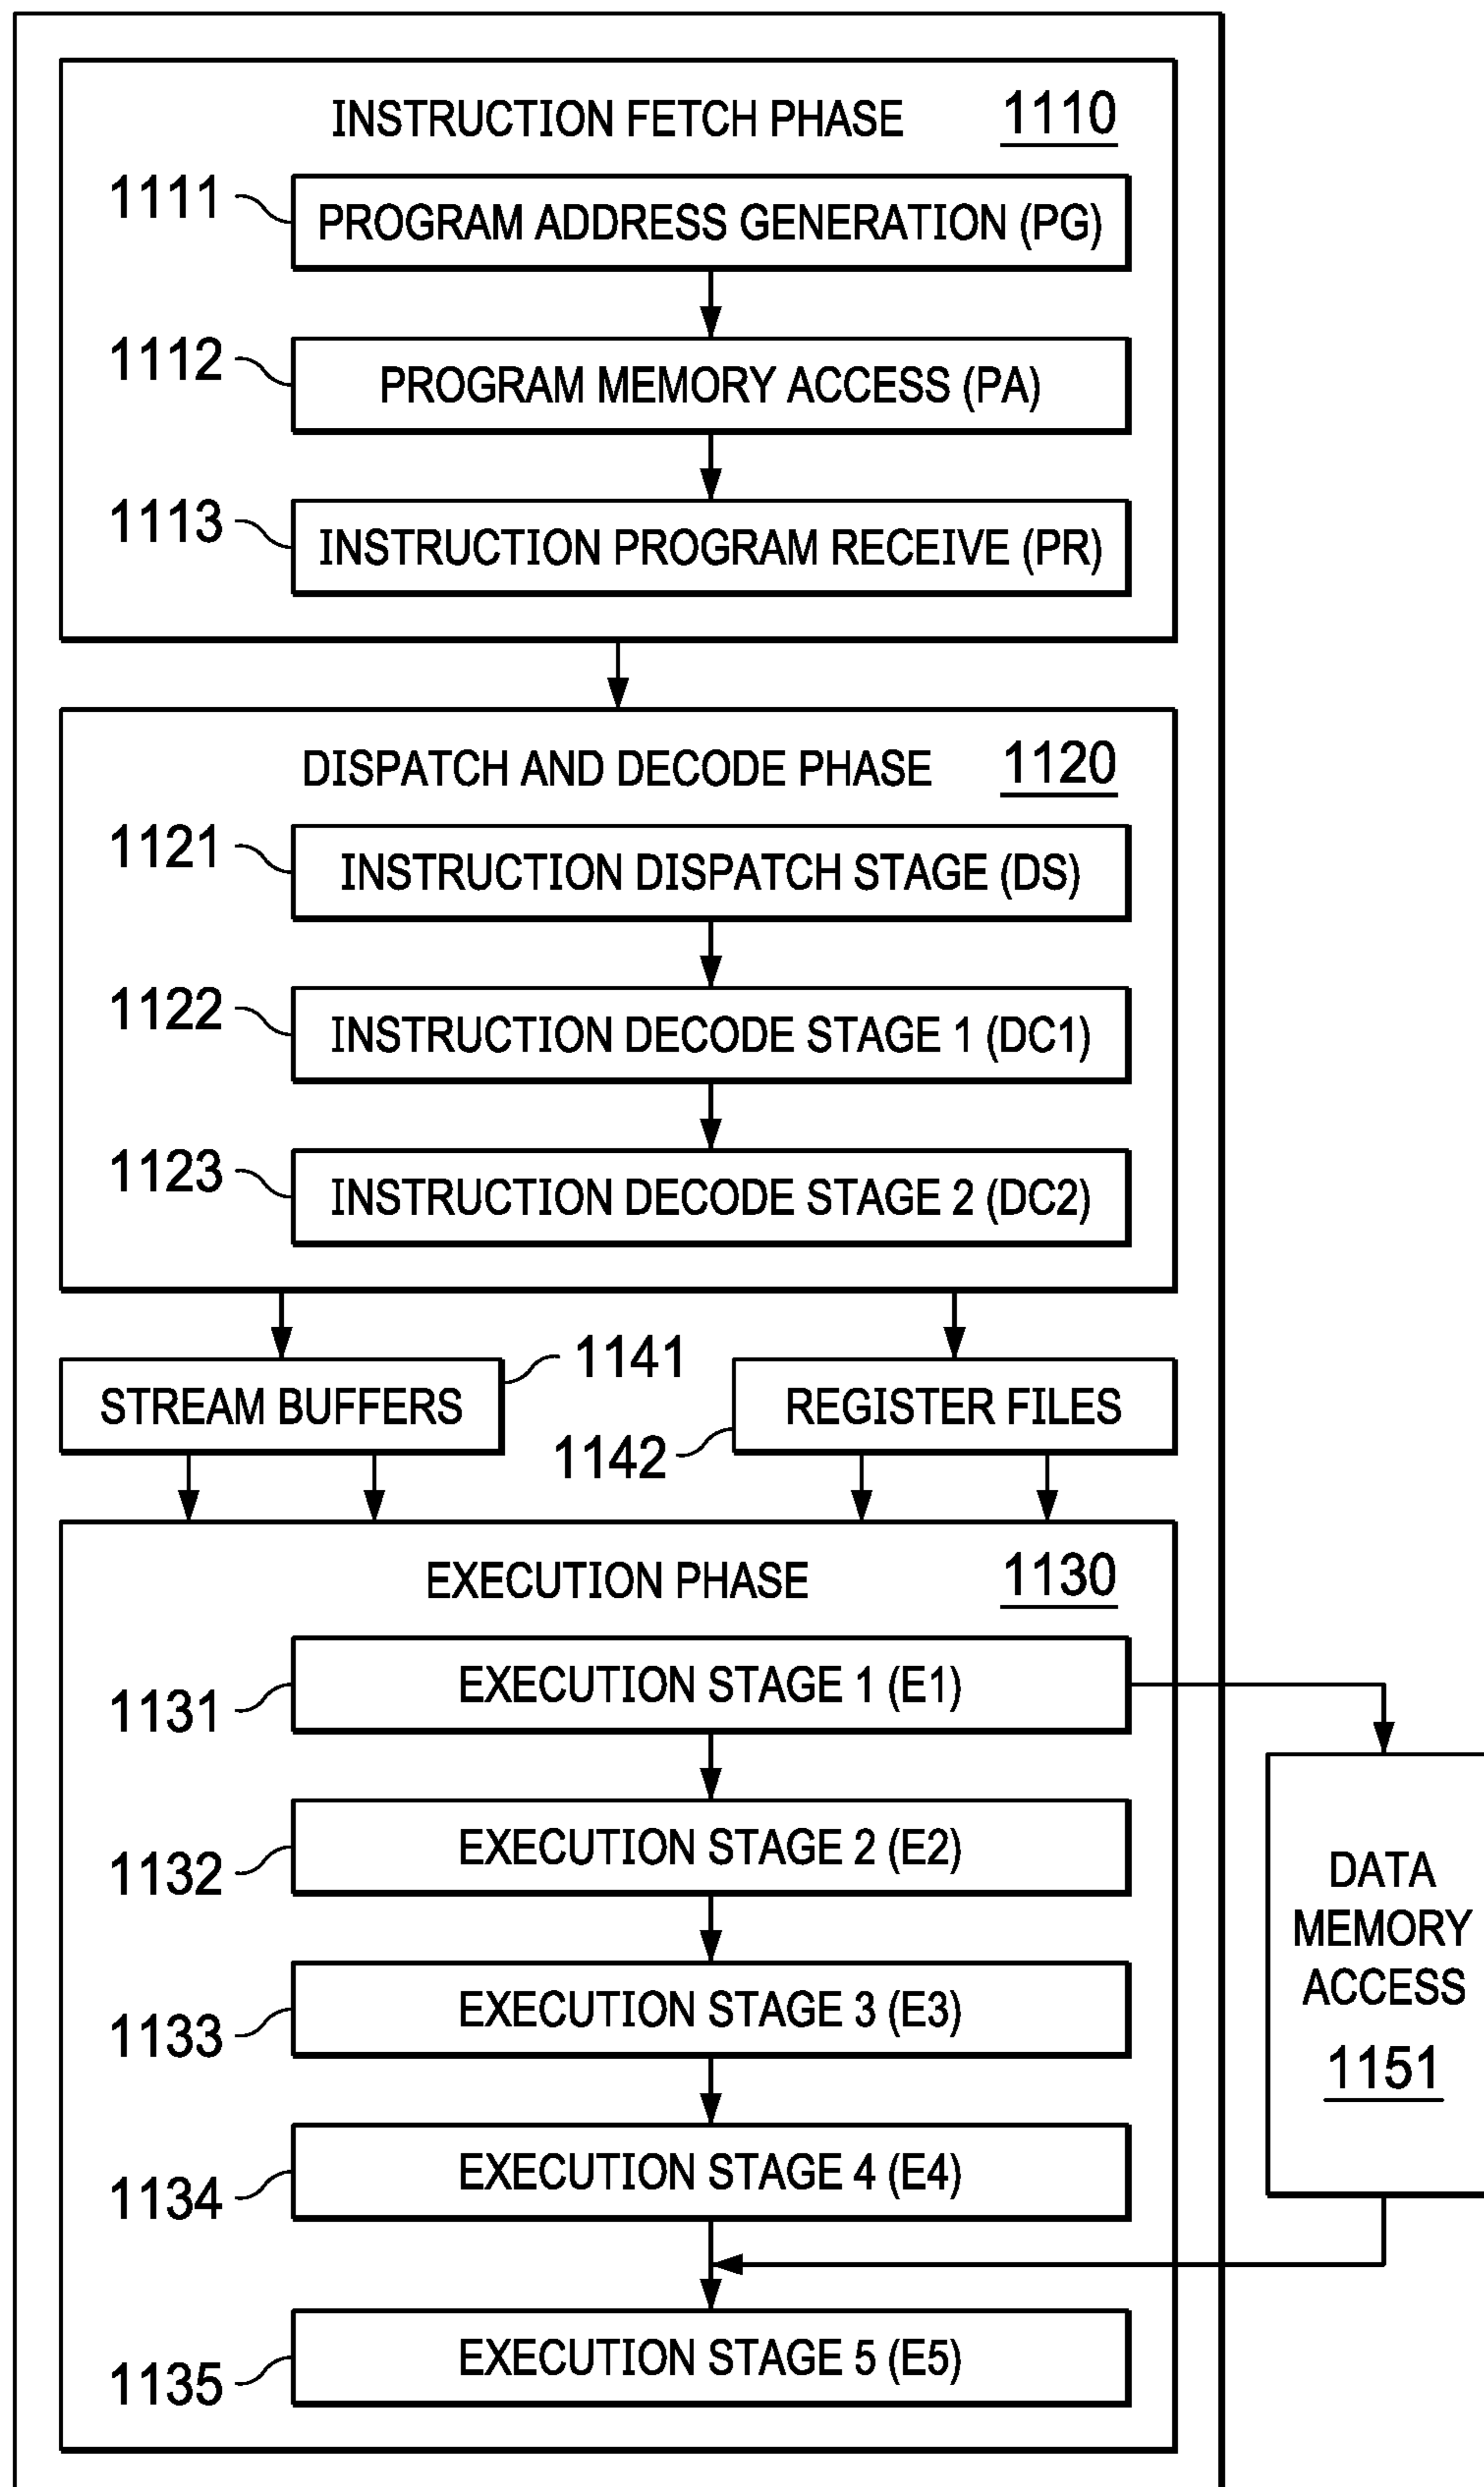 INSTRUCTION FETCH PHASE 1110
1111 PROGRAM ADDRESS GENERATION (PG)
1112 PROGRAM MEMORY ACCESS (PA)
1113 INSTRUCTION PROGRAM RECEIVE (PR)
DISPATCH AND DECODE PHASE 1120
1121 INSTRUCTION DISPATCH STAGE (DS)
1122 INSTRUCTION DECODE STAGE 1 (DC1)
1123 INSTRUCTION DECODE STAGE 2 (DC2)
STREAM BUFFERS
1141
REGISTER FILES
1142
EXECUTION PHASE 1130
1131 EXECUTION STAGE 1 (E1)
1132 EXECUTION STAGE 2 (E2)
1133 EXECUTION STAGE 3 (E3)
1134 EXECUTION STAGE 4 (E4)
1135 EXECUTION STAGE 5 (E5)
DATA
MEMORY
ACCESS
1151